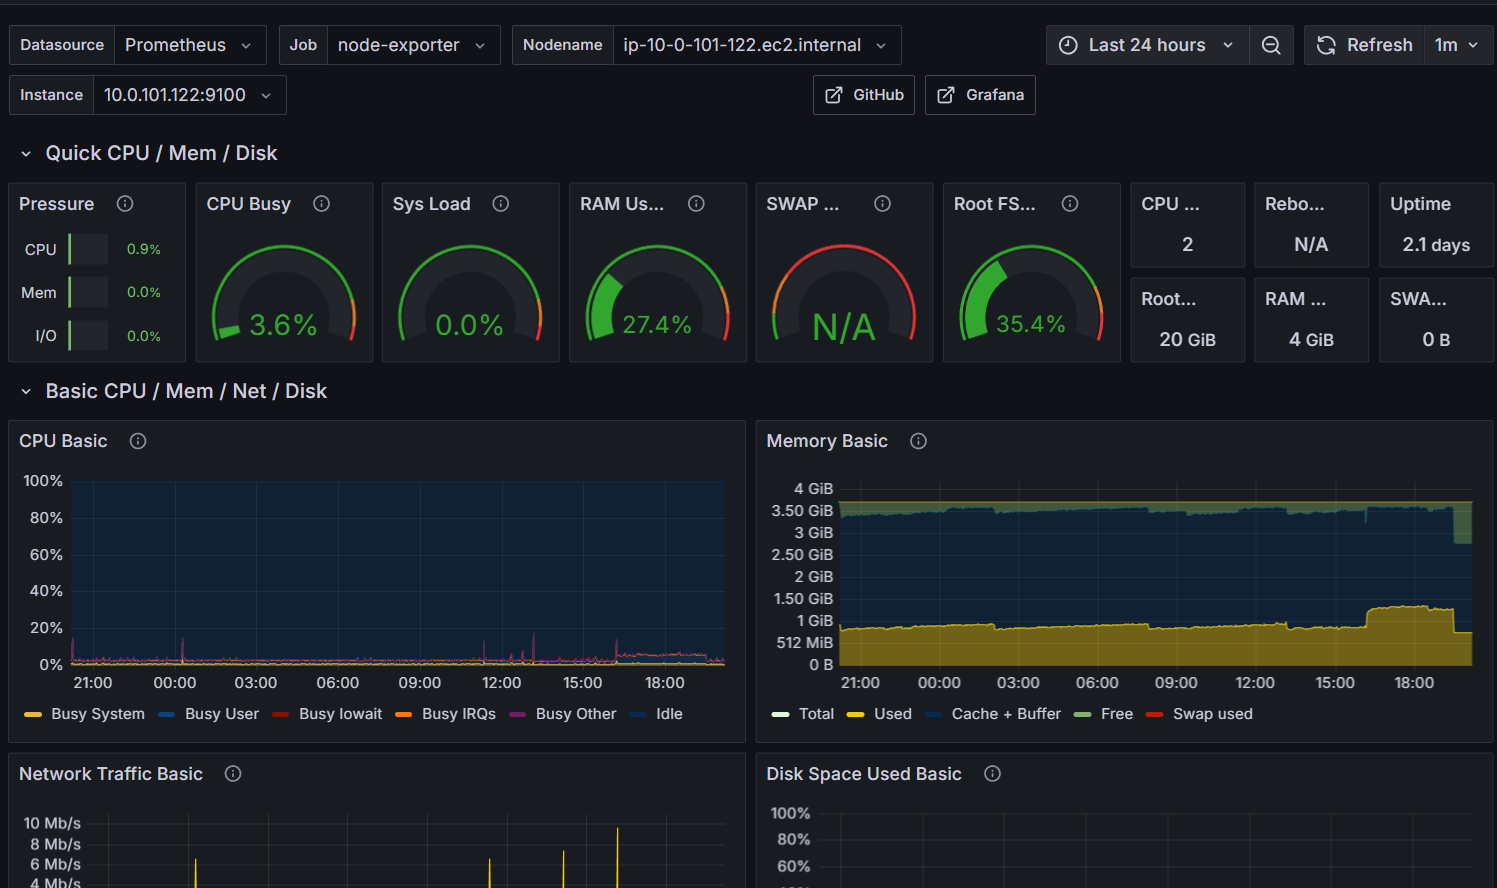 Datasource Prometheus Job node-exporter Nodename ip-10-0-101-122.ec2.internal Last 24 hours Refresh 1m
Instance 10.0.101.122:9100 GitHub Grafana
Quick CPU / Mem / Disk
Pressure CPU Busy Sys Load RAM Us... SWAP ... Root FS... CPU ... Rebo... Uptime
CPU 0.9%
Mem 0.0%
I/O 0.0%
3.6%
0.0%
27.4%
N/A
35.4%
2 N/A 2.1 days
Root... RAM ... SWA...
20 GiB 4 GiB 0 B
Basic CPU / Mem / Net / Disk
CPU Basic
100%
80%
60%
40%
20%
0%
21:00 00:00 03:00 06:00 09:00 12:00 15:00 18:00
Busy System Busy User Busy Iowait Busy IRQs Busy Other Idle
Memory Basic
4 GiB
3.50 GiB
3 GiB
2.50 GiB
2 GiB
1.50 GiB
1 GiB
512 MiB
0 B
21:00 00:00 03:00 06:00 09:00 12:00 15:00 18:00
Total Used Cache + Buffer Free Swap used
Network Traffic Basic
10 Mb/s
8 Mb/s
6 Mb/s
4 Mb/s
Disk Space Used Basic
100%
80%
60%